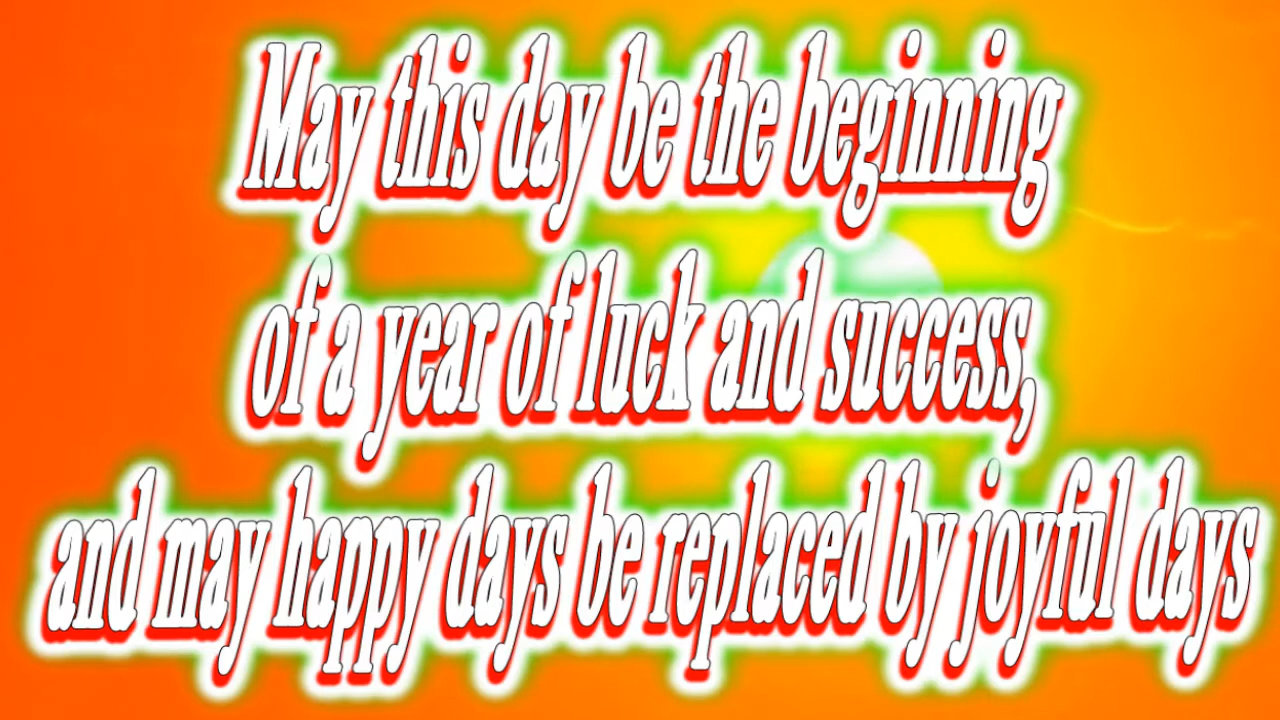 May this day be the beginning
of a year of luck and success,
and may happy days be replaced by joyful days